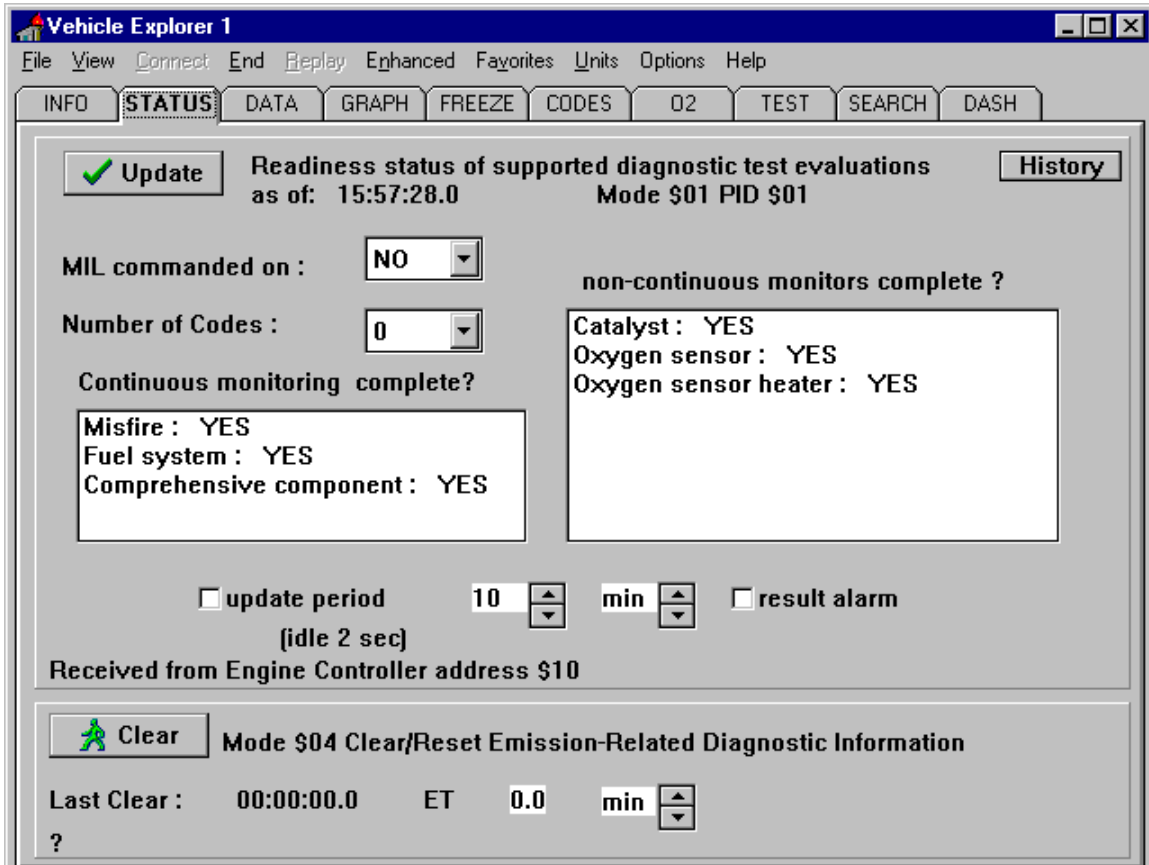 Vehicle Explorer 1
File View Connect End Replay Enhanced Favorites Units Options Help
INFO STATUS DATA GRAPH FREEZE CODES O2 TEST SEARCH DASH
Update
Readiness status of supported diagnostic test evaluations
as of: 15:57:28.0 Mode $01 PID $01
History
MIL commanded on : NO
Number of Codes : 0
Continuous monitoring complete?
Misfire : YES
Fuel system : YES
Comprehensive component : YES
non-continuous monitors complete ?
Catalyst : YES
Oxygen sensor : YES
Oxygen sensor heater : YES
update period 10 min result alarm
(idle 2 sec)
Received from Engine Controller address $10
Clear Mode $04 Clear/Reset Emission-Related Diagnostic Information
Last Clear : 00:00:00.0 ET 0.0 min
?